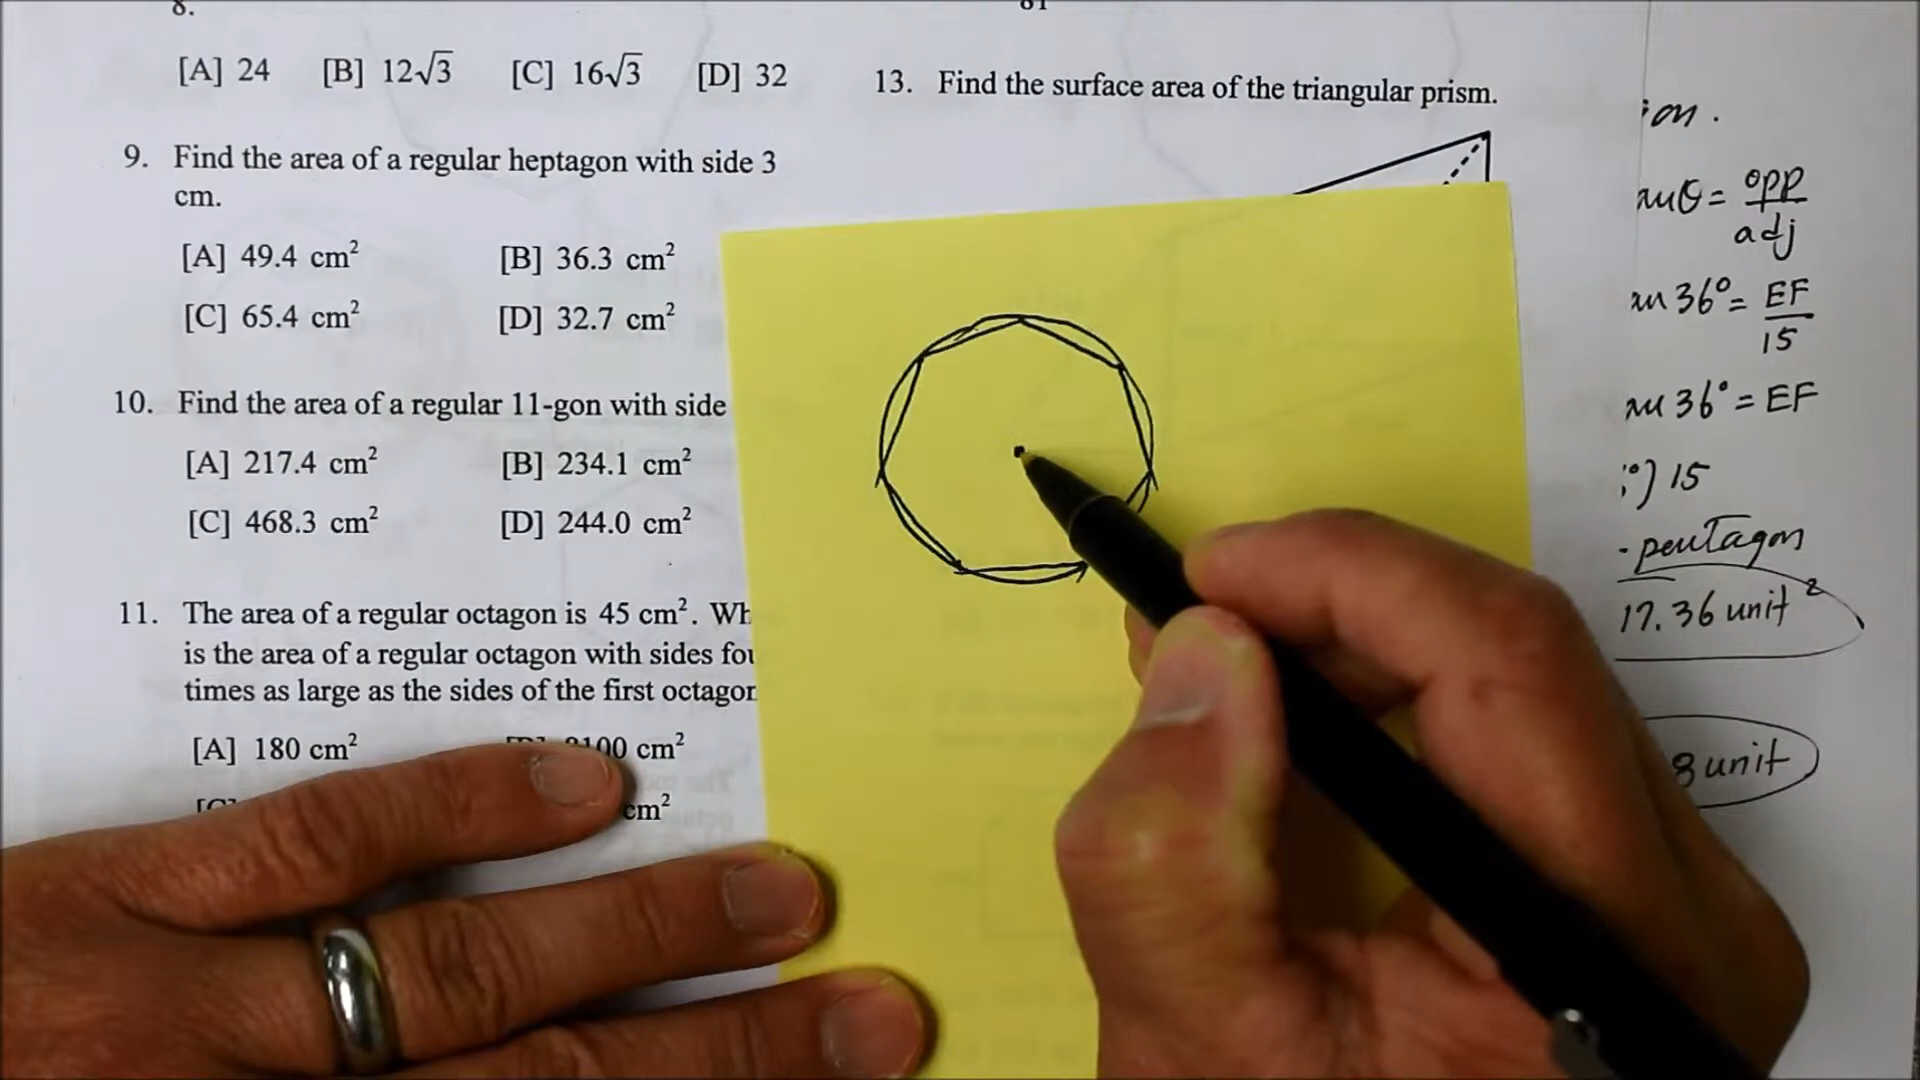 8.
[A] 24 [B] 12√3 [C] 16√3 [D] 32
9. Find the area of a regular heptagon with side 3
cm.
[A] 49.4 cm² [B] 36.3 cm²
[C] 65.4 cm² [D] 32.7 cm²
10. Find the area of a regular 11-gon with side
[A] 217.4 cm² [B] 234.1 cm²
[C] 468.3 cm² [D] 244.0 cm²
11. The area of a regular octagon is 45 cm².
is the area of a regular octagon with sides
times as large as the sides of the first
[A] 180 cm² 100 cm²
cm²
13. Find the surface area of the triangular prism.
θ = opp
adj
36° = EF
15
36° = EF
) 15
pentagon
17.36 unit²
8 unit